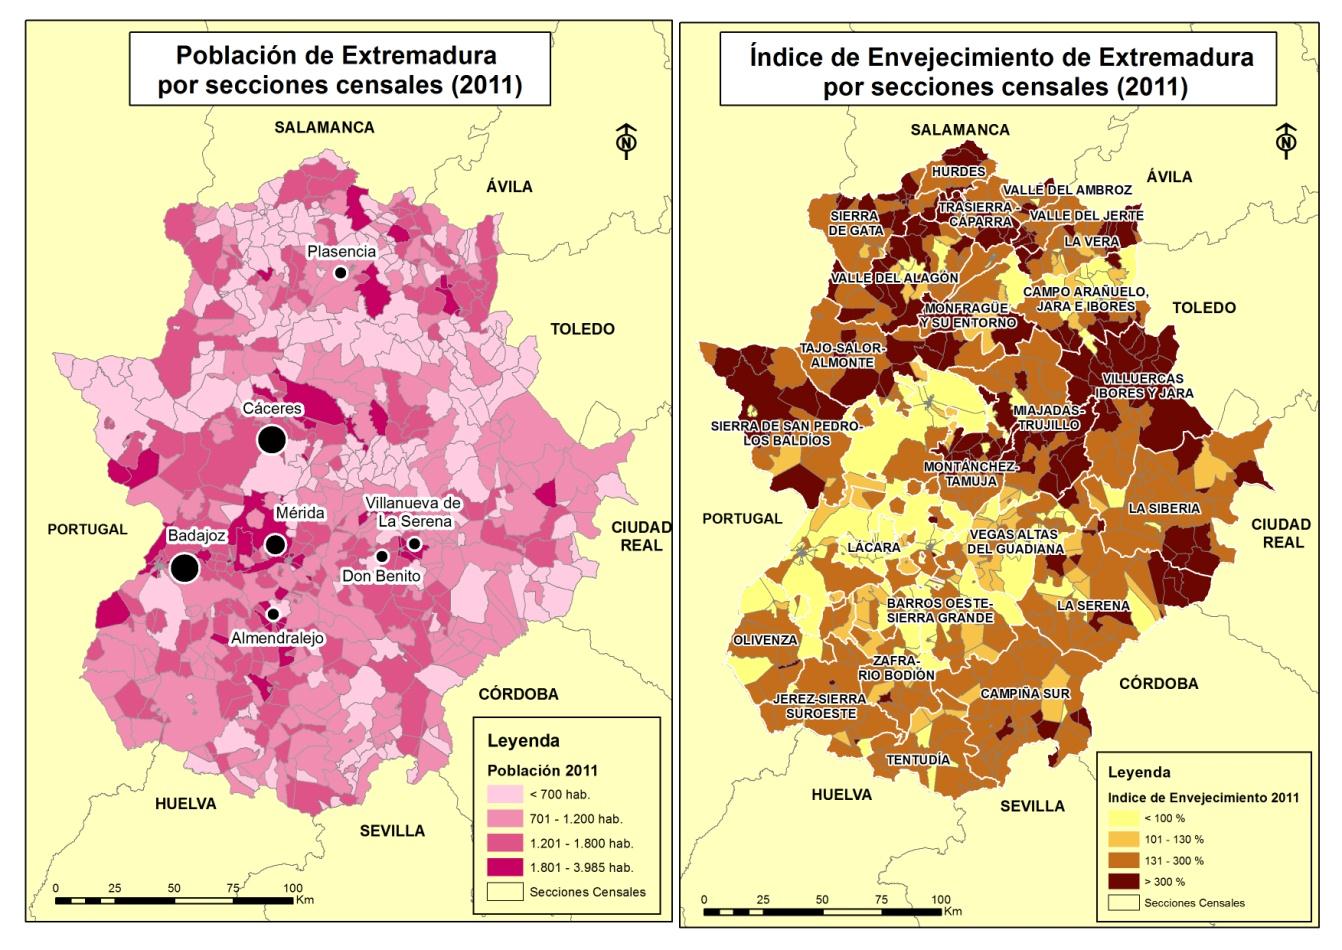 Población de Extremadura
por secciones censales (2011)
SALAMANCA
N
ÁVILA
Plasencia
TOLEDO
Cáceres
Villanueva de
La Serena
Mérida
PORTUGAL
Badajoz
CIUDAD
REAL
Don Benito
Almendralejo
CÓRDOBA
HUELVA
SEVILLA
Leyenda
Población 2011
< 700 hab.
701 - 1.200 hab.
1.201 - 1.800 hab.
1.801 - 3.985 hab.
Secciones Censales
0 25 50 75 100
Km
Índice de Envejecimiento de Extremadura
por secciones censales (2011)
SALAMANCA
N
ÁVILA
HURDES
VALLE DEL AMBROZ
TRASIERRA -
CÁPARRA
SIERRA
DE GATA
VALLE DEL JERTE
LA VERA
VALLE DEL ALAGÓN
CAMPO ARAÑUELO,
JARA E IBORES
MONFRAGÜE
Y SU ENTORNO
TOLEDO
TAJO-SALOR-
ALMONTE
VILLUERCAS
IBORES Y JARA
MIAJADAS-
TRUJILLO
SIERRA DE SAN PEDRO-
LOS BALDÍOS
MONTÁNCHEZ-
TAMUJA
LA SIBERIA
PORTUGAL
CIUDAD
REAL
LÁCARA
VEGAS ALTAS
DEL GUADIANA
BARROS OESTE-
SIERRA GRANDE
LA SERENA
OLIVENZA
ZAFRA-
RIO BODIÓN
CÓRDOBA
JEREZ-SIERRA
SUROESTE
CAMPIÑA SUR
TENTUDÍA
HUELVA
SEVILLA
Leyenda
Indice de Envejecimiento 2011
< 100 %
101 - 130 %
131 - 300 %
> 300 %
Secciones Censales
0 25 50 75 100
Km